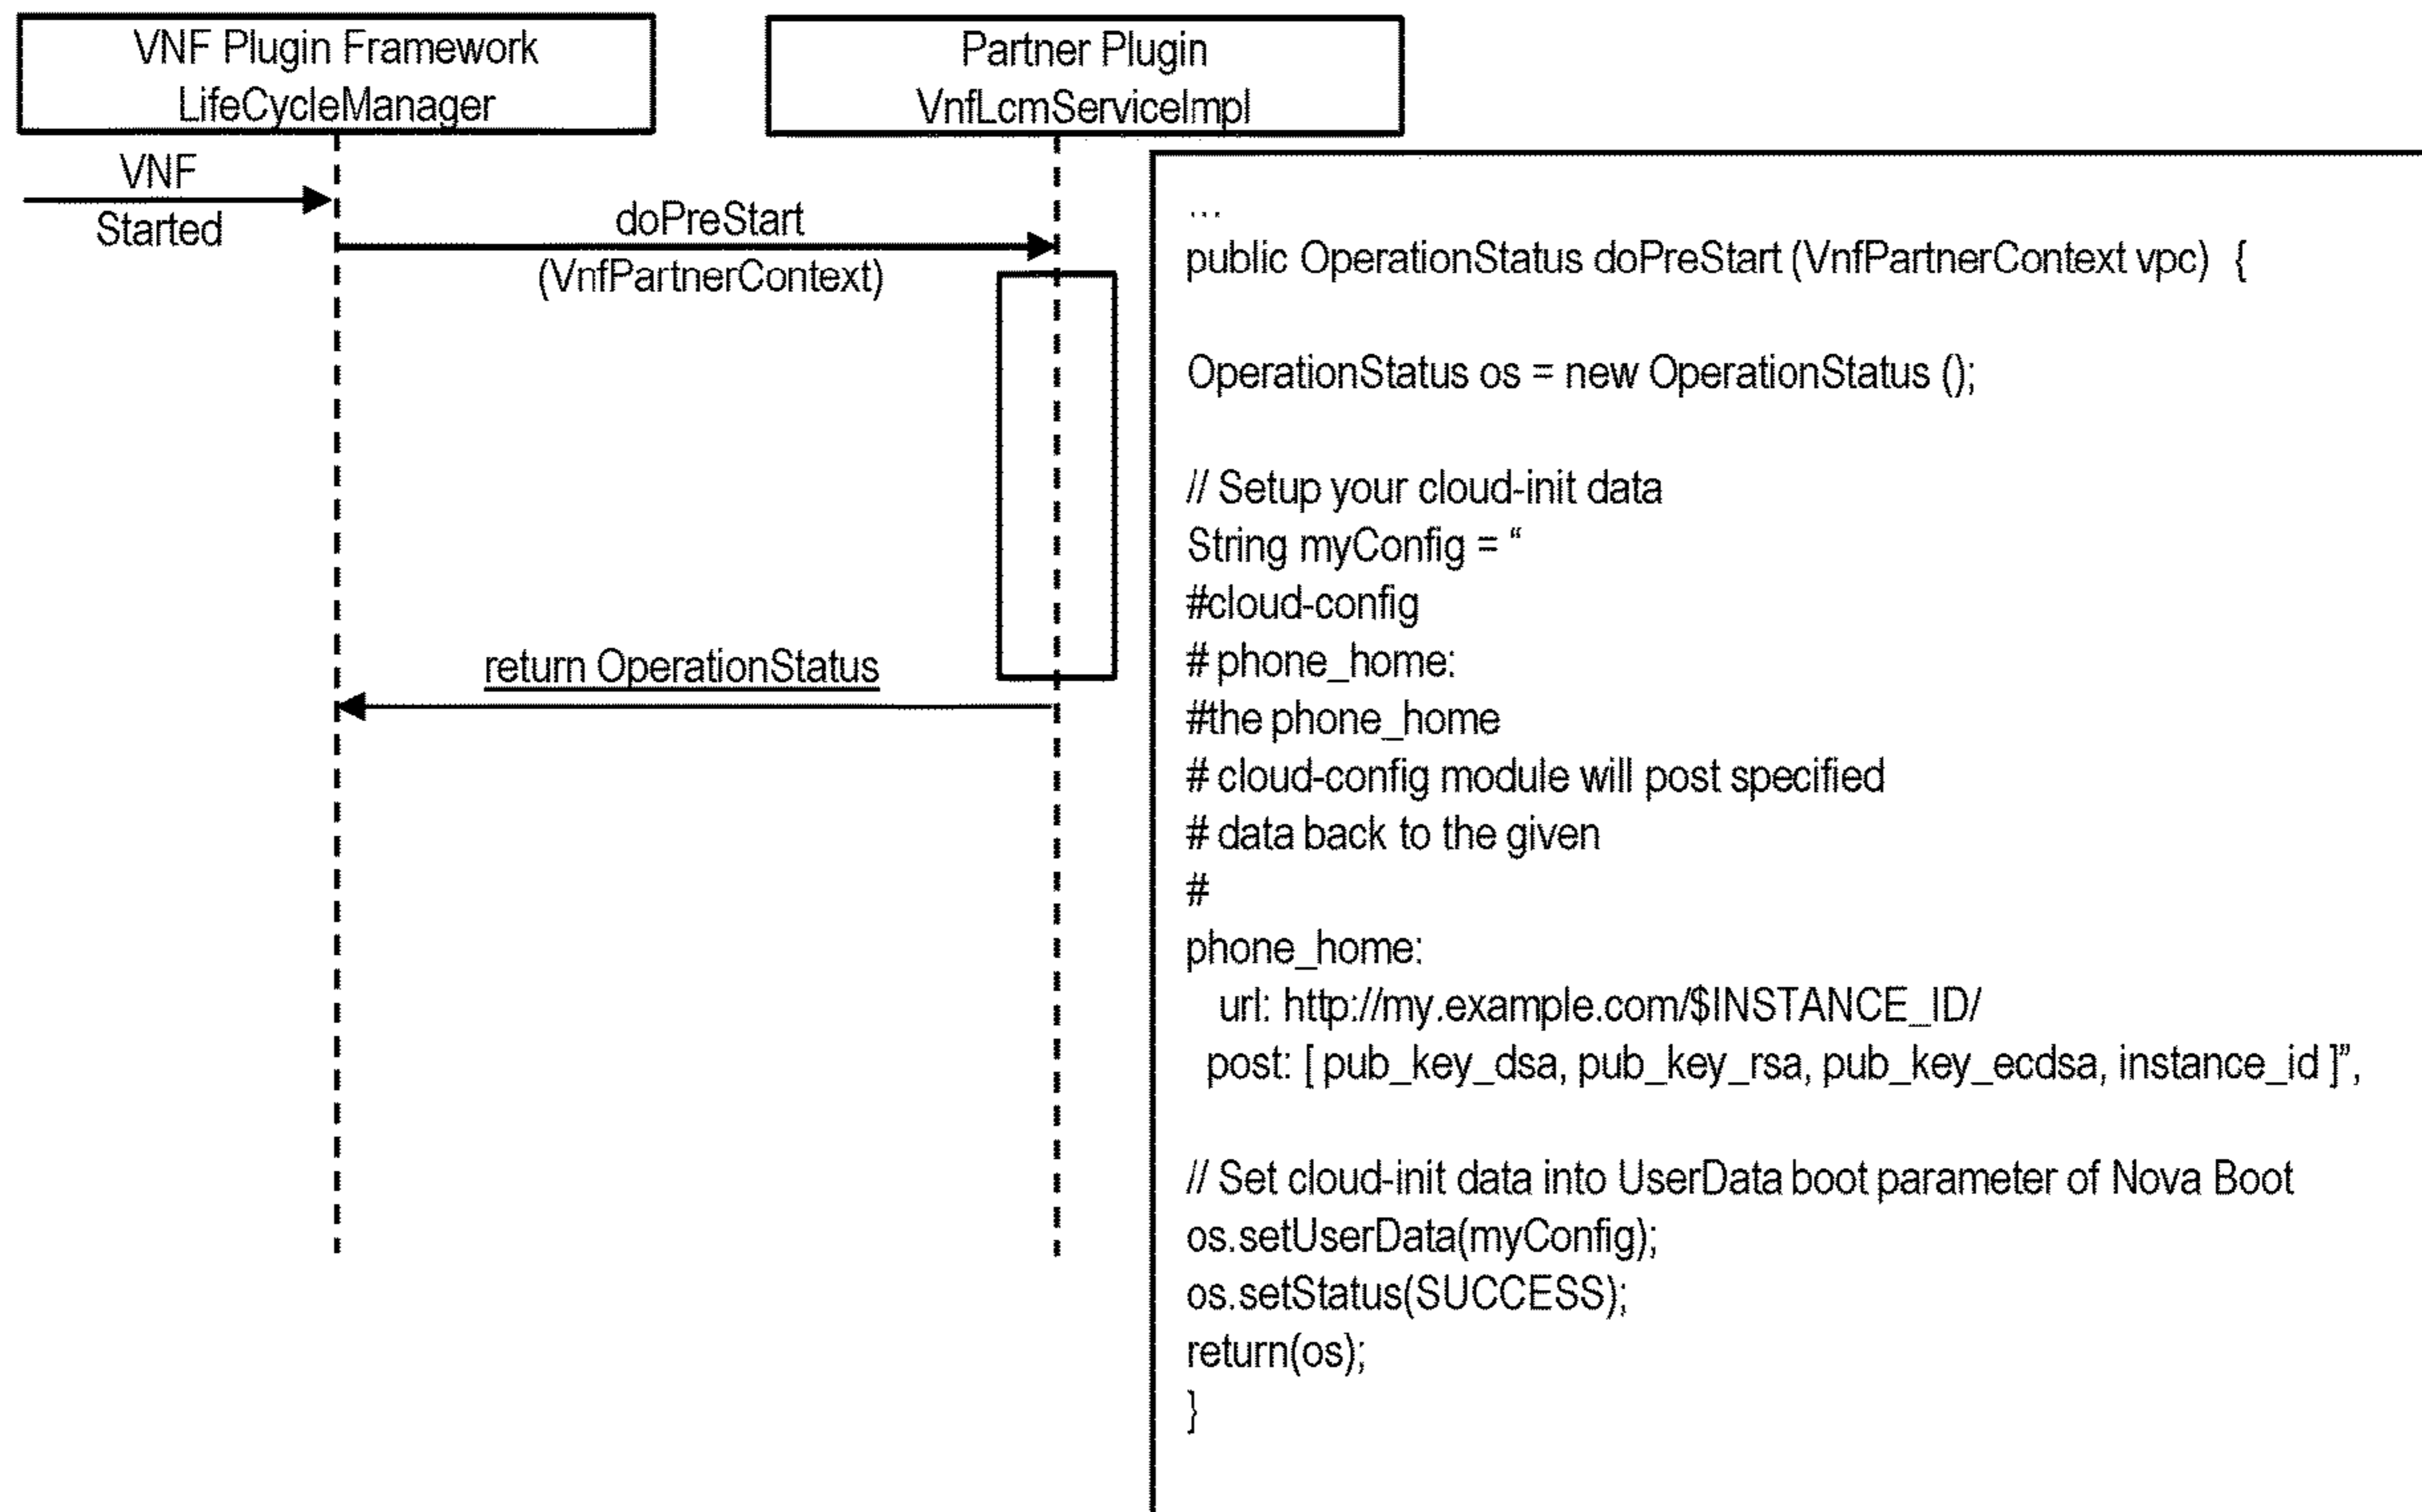 VNF Plugin Framework
LifeCycleManager
Partner Plugin
VnfLcmServiceImpl
VNF
Started
doPreStart
(VnfPartnerContext)
return OperationStatus
...
public OperationStatus doPreStart (VnfPartnerContext vpc) {
OperationStatus os = new OperationStatus ();
// Setup your cloud-init data
String myConfig = “
#cloud-config
# phone_home:
#the phone_home
# cloud-config module will post specified
# data back to the given
#
phone_home:
url: http://my.example.com/$INSTANCE_ID/
post: [ pub_key_dsa, pub_key_rsa, pub_key_ecdsa, instance_id ]”,
// Set cloud-init data into UserData boot parameter of Nova Boot
os.setUserData(myConfig);
os.setStatus(SUCCESS);
return(os);
}